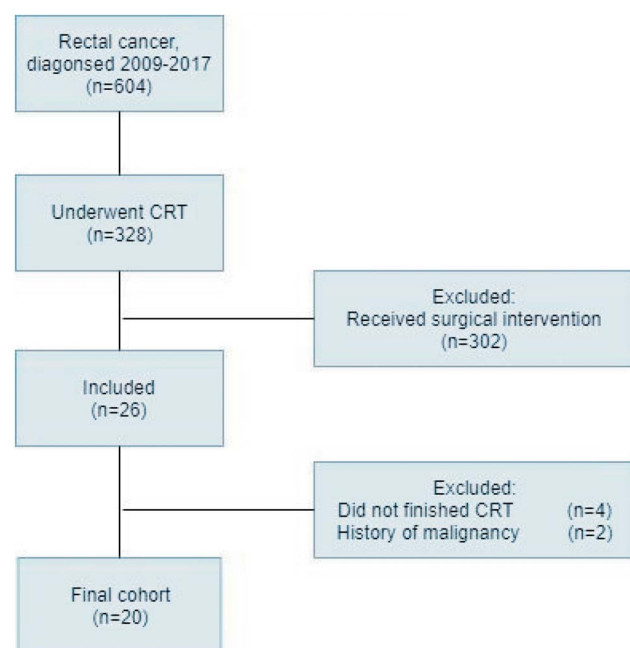 Rectal cancer,
diagonsed 2009-2017
(n=604)
Underwent CRT
(n=328)
Excluded:
Received surgical intervention
(n=302)
Included
(n=26)
Excluded:
Did not finished CRT (n=4)
History of malignancy (n=2)
Final cohort
(n=20)